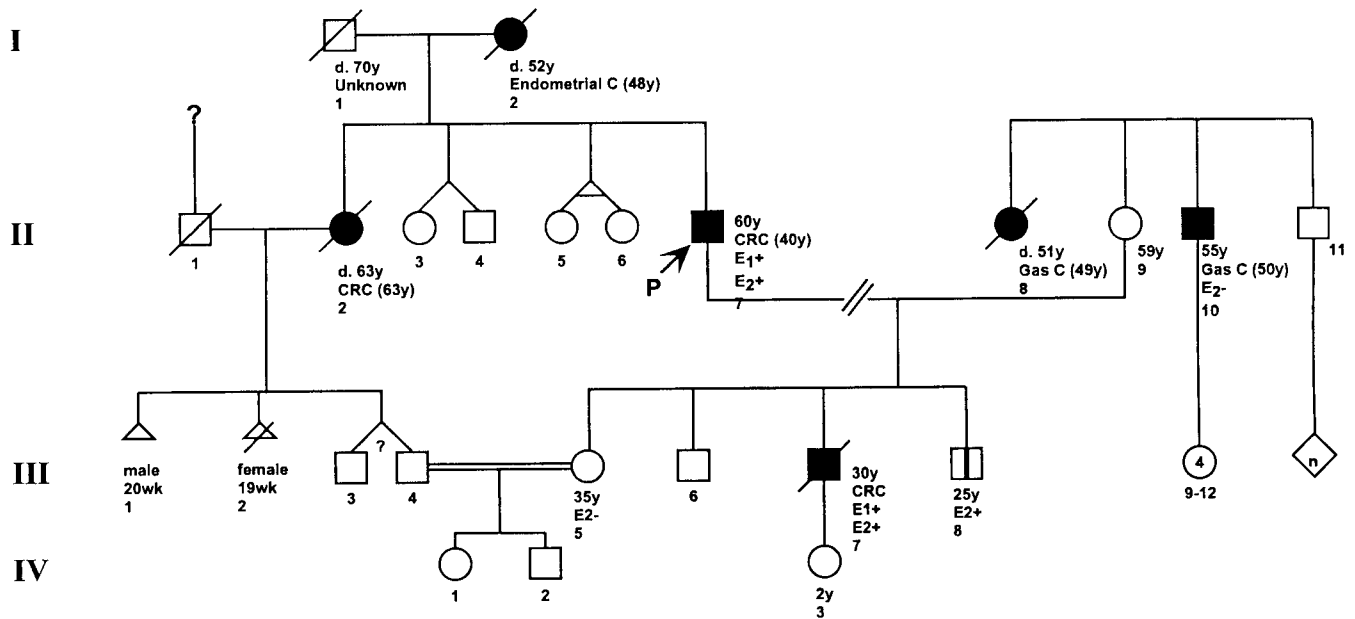 I
d. 70y
Unknown
1
d. 52y
Endometrial C (48y)
2
?
II
1
d. 63y
CRC (63y)
2
3
4
5
6
P
60y
CRC (40y)
E1+
E2+
7
d. 51y
Gas C (49y)
8
59y
9
55y
Gas C (50y)
E2-
10
11
III
male
20wk
1
female
19wk
2
?
3
4
35y
E2-
5
6
30y
CRC
E1+
E2+
7
25y
E2+
8
4
9-12
n
IV
1
2
2y
3